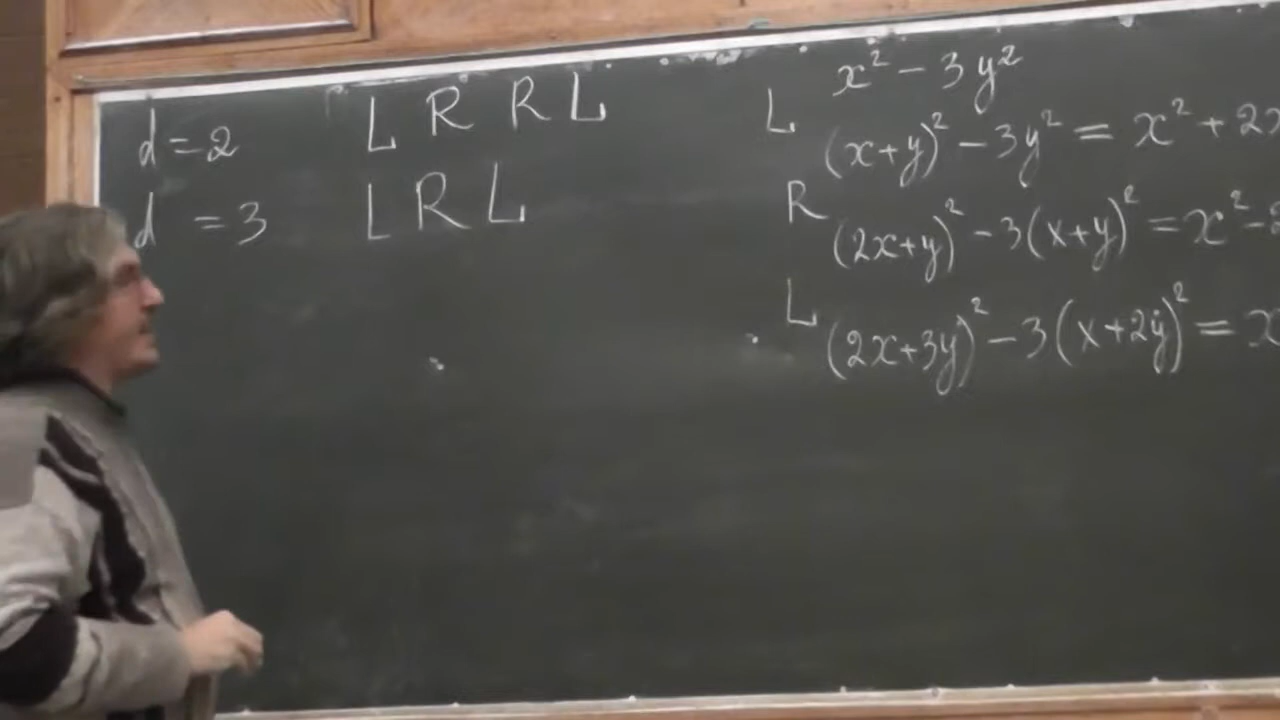 d = 2 L R R L
d = 3 L R L
x² - 3y²
L (x+y)² - 3y² = x² + 2x
R (2x+y)² - 3(x+y)² = x² -
L (2x+3y)² - 3(x+2y)² = x